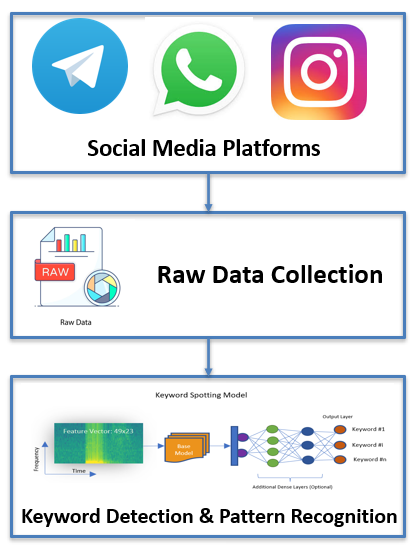 Social Media Platforms
RAW
Raw Data
Raw Data Collection
Keyword Spotting Model
Output Layer
Feature Vector: 49x23
Frequency
Time
Base
Model
Keyword #1
Keyword #i
Keyword #n
Additional Dense Layers (Optional)
Keyword Detection & Pattern Recognition